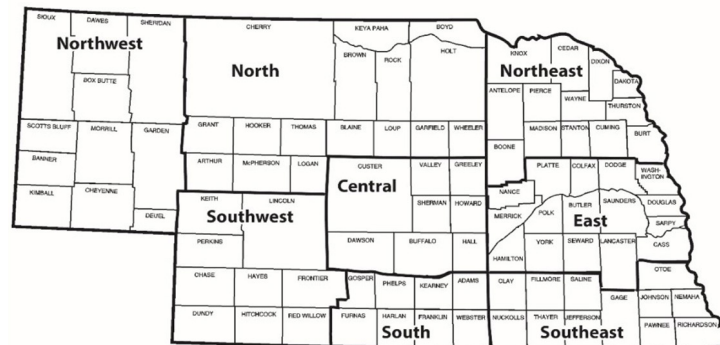 SIOUX
DAWES
SHERIDAN
CHERRY
KEYA PAHA
BOYD
Northwest
North
BROWN
ROCK
HOLT
KNOX
CEDAR
DIXON
Northeast
DAKOTA
BOX BUTTE
ANTELOPE
PIERCE
WAYNE
THURSTON
SCOTTS BLUFF
MORRILL
GARDEN
GRANT
HOOKER
THOMAS
BLAINE
LOUP
GARFIELD
WHEELER
MADISON
STANTON
CUMING
BURT
BOONE
BANNER
ARTHUR
McPHERSON
LOGAN
CUSTER
VALLEY
GREELEY
PLATTE
COLFAX
DODGE
WASH-
INGTON
KIMBALL
CHEYENNE
KEITH
LINCOLN
Central
NANCE
Southwest
SHERMAN
HOWARD
MERRICK
POLK
BUTLER
SAUNDERS
DOUGLAS
DEUEL
East
SARPY
PERKINS
DAWSON
BUFFALO
HALL
YORK
SEWARD
LANCASTER
CASS
HAMILTON
OTOE
CHASE
HAYES
FRONTIER
GOSPER
PHELPS
KEARNEY
ADAMS
CLAY
FILLMORE
SALINE
GAGE
JOHNSON
NEMAHA
DUNDY
HITCHCOCK
RED WILLOW
FURNAS
HARLAN
FRANKLIN
WEBSTER
NUCKOLLS
THAYER
JEFFERSON
PAWNEE
RICHARDSON
South
Southeast